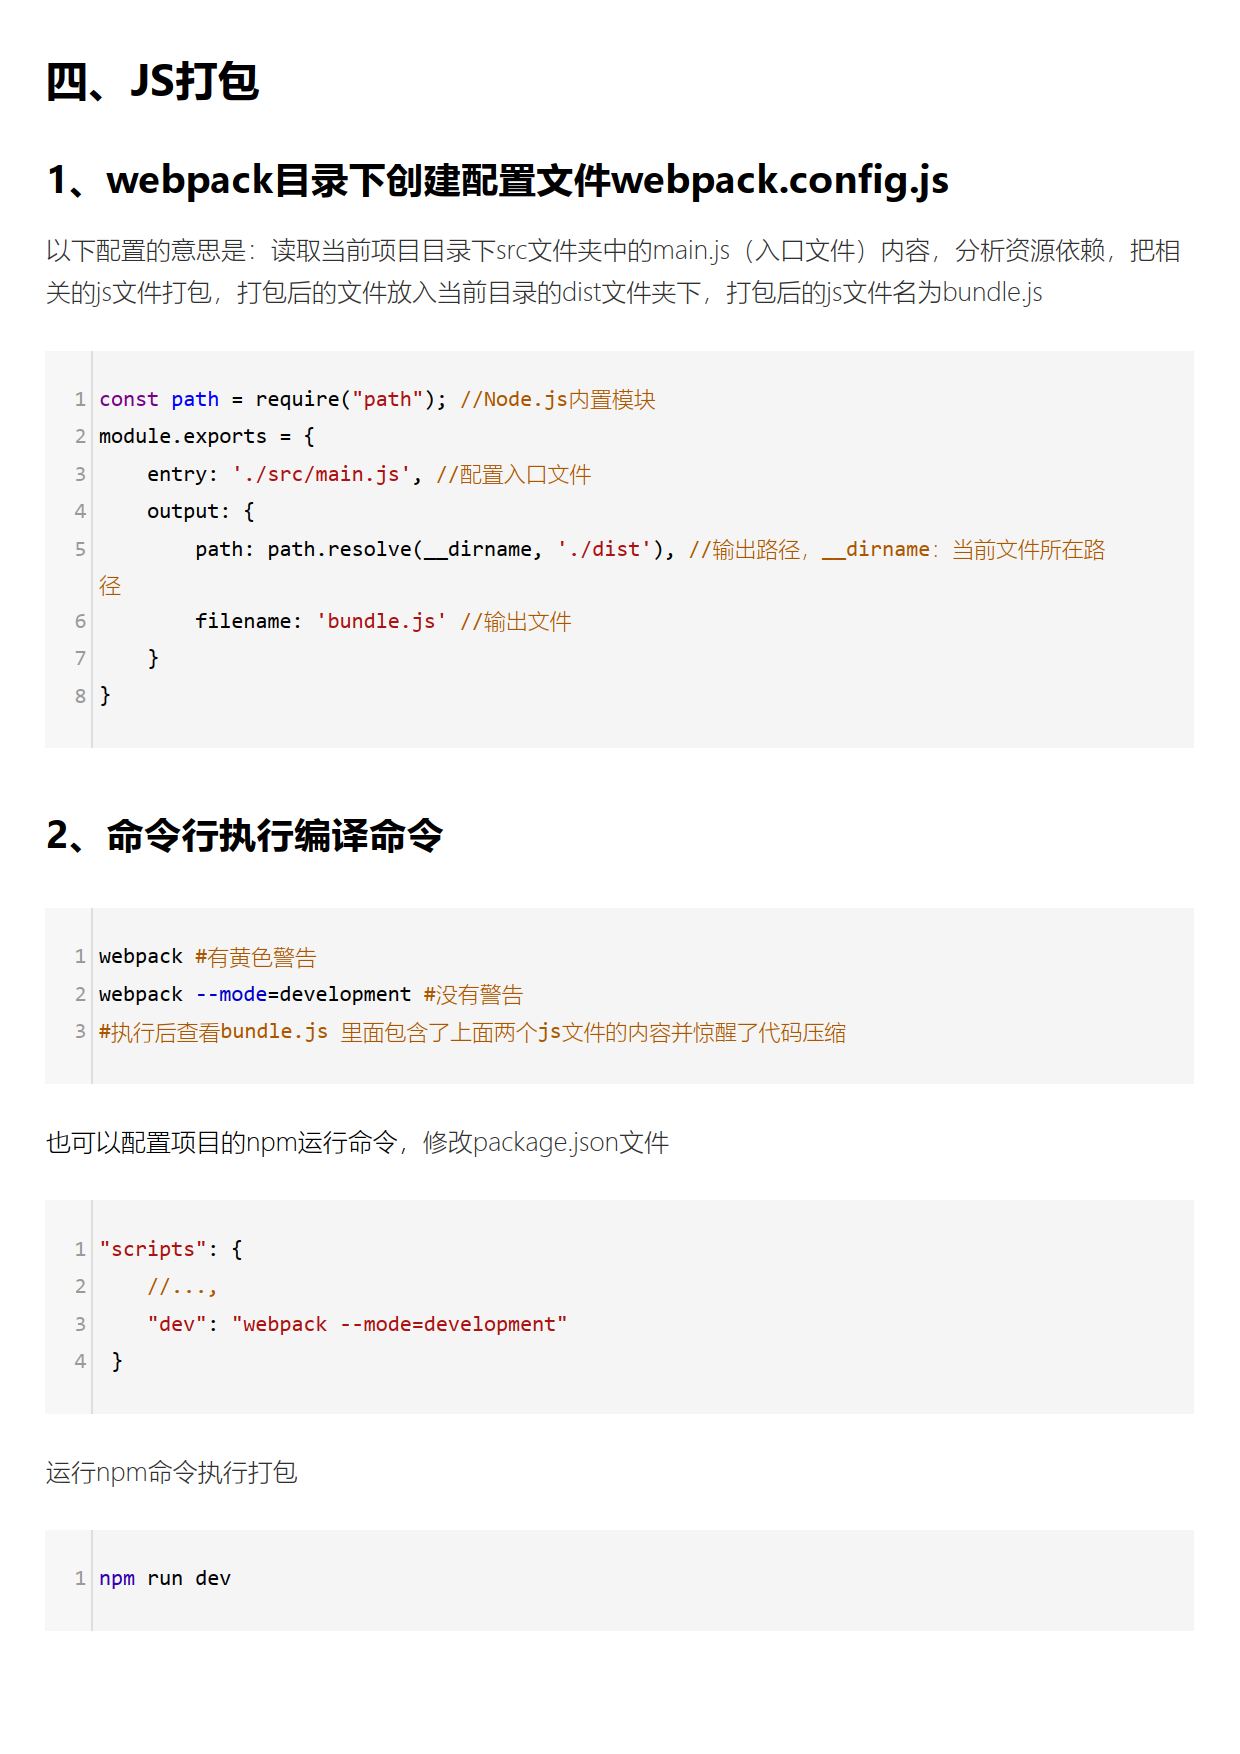 四、JS打包
1、webpack目录下创建配置文件webpack.config.js
以下配置的意思是：读取当前项目目录下src文件夹中的main.js（入口文件）内容，分析资源依赖，把相
关的js文件打包，打包后的文件放入当前目录的dist文件夹下，打包后的js文件名为bundle.js
1 const path = require("path"); //Node.js内置模块
2 module.exports = {
3     entry: './src/main.js', //配置入口文件
4     output: {
5         path: path.resolve(__dirname, './dist'), //输出路径，__dirname：当前文件所在路
径
6         filename: 'bundle.js' //输出文件
7     }
8 }
2、命令行执行编译命令
1 webpack #有黄色警告
2 webpack --mode=development #没有警告
3 #执行后查看bundle.js 里面包含了上面两个js文件的内容并惊醒了代码压缩
也可以配置项目的npm运行命令，修改package.json文件
1 "scripts": {
2     //...,
3     "dev": "webpack --mode=development"
4  }
运行npm命令执行打包
1 npm run dev